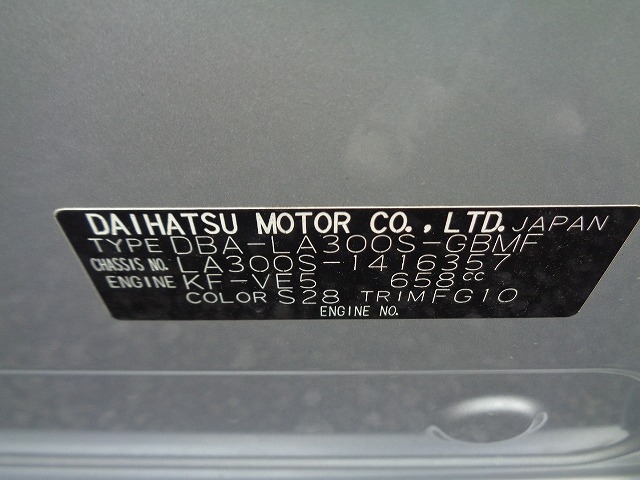 DAIHATSU MOTOR CO., LTD. JAPAN
TYPE DBA-LA300S-GBMF
CHASSIS NO. LA300S-1416357
ENGINE KF-VE5 658cc
COLOR S28 TRIM FG10
ENGINE NO.